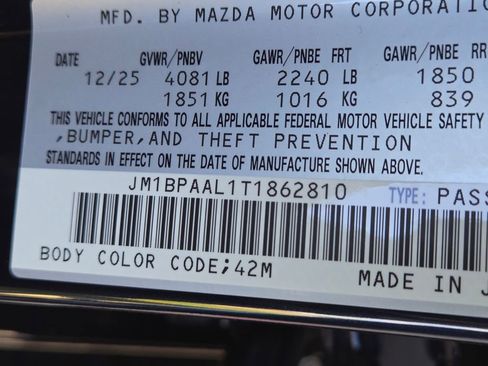 MFD. BY MAZDA MOTOR CORPORATION
DATE GVWR/PNBV GAWR/PNBE FRT GAWR/PNBE RR
12/25 4081 LB 2240 LB 1850
1851 KG 1016 KG 839
THIS VEHICLE CONFORMS TO ALL APPLICABLE FEDERAL MOTOR VEHICLE SAFETY
,BUMPER,AND THEFT PREVENTION
STANDARDS IN EFFECT ON THE DATE OF MANUFACTURE SHOWN ABOVE.
JM1BPAAL1T1862810 TYPE: PASS
BODY COLOR CODE;42M MADE IN J